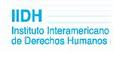 IIDH
Instituto Interamericano
de Derechos Humanos